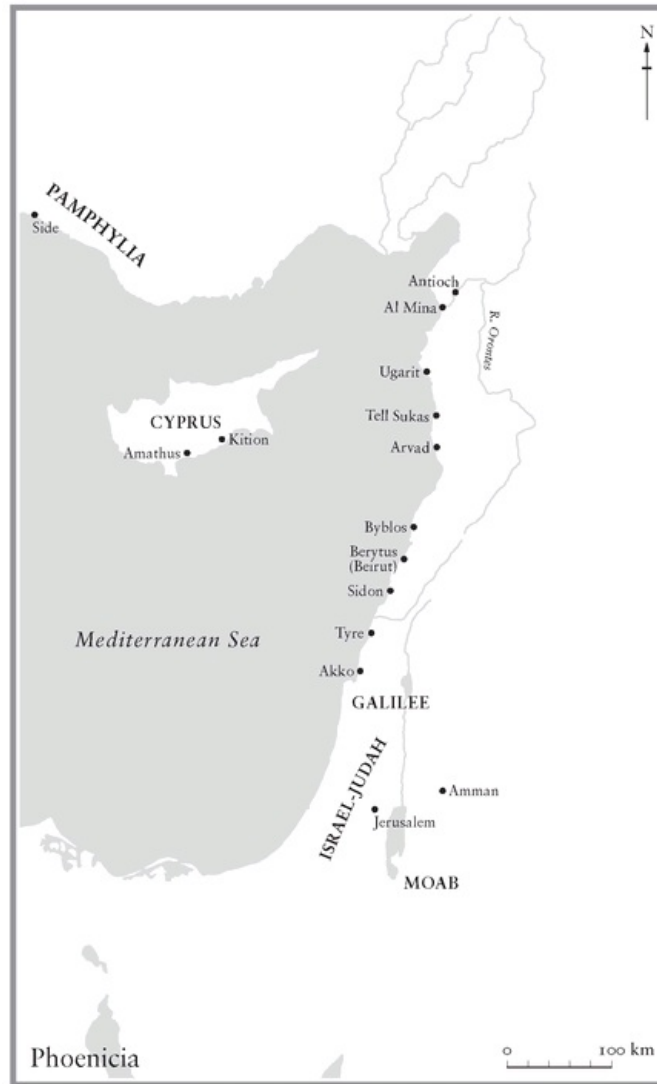 N
PAMPHYLIA
Side
Antioch
Al Mina
R. Orontes
Ugarit
Tell Sukas
CYPRUS
Kition
Amathus
Arvad
Byblos
Berytus
(Beirut)
Sidon
Mediterranean Sea
Tyre
Akko
GALILEE
ISRAEL-JUDAH
Amman
Jerusalem
MOAB
Phoenicia
0 100 km